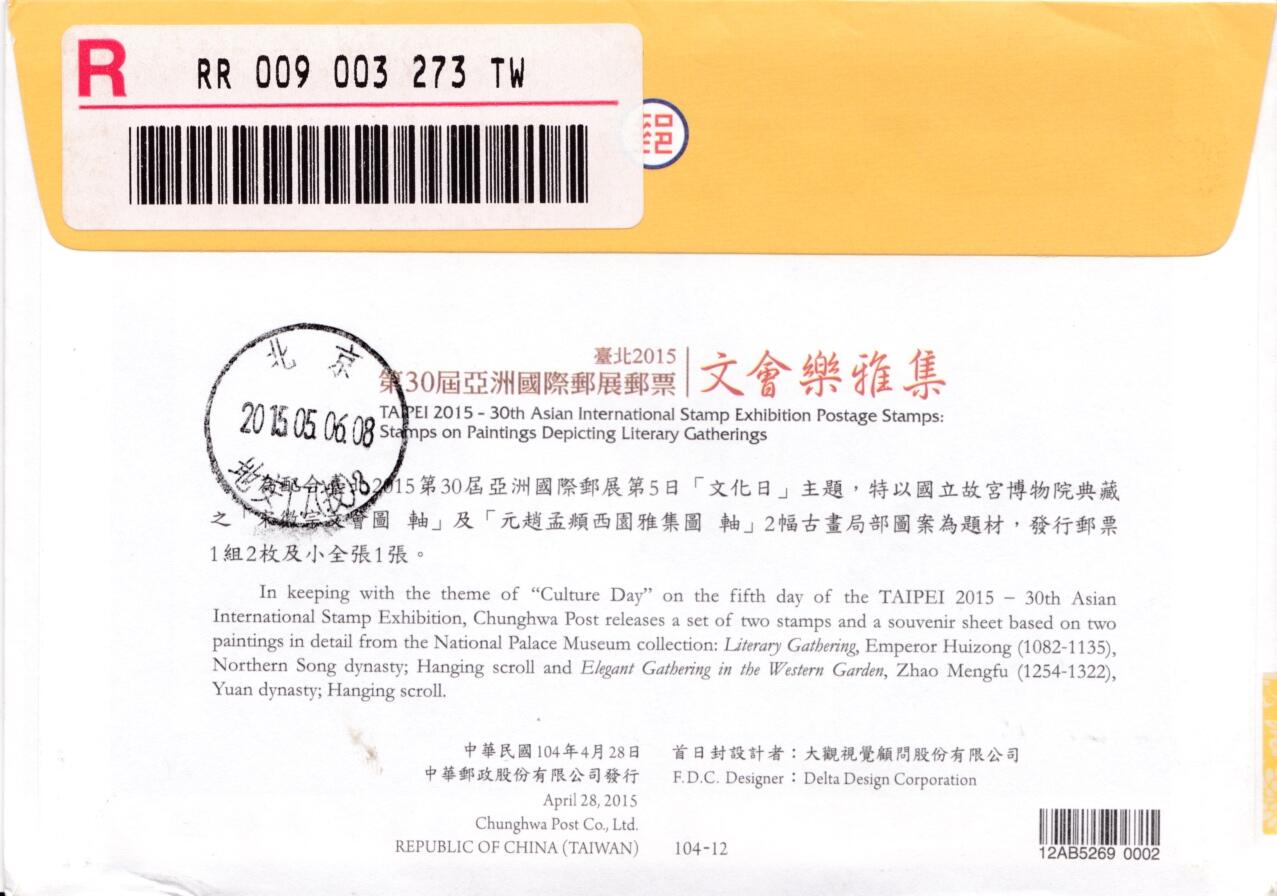 R
RR 009 003 273 TW
郵
北京
2015.05.06.08
臺北2015
第30屆亞洲國際郵展郵票
文會樂雅集
TAIPEI 2015 - 30th Asian International Stamp Exhibition Postage Stamps:
Stamps on Paintings Depicting Literary Gatherings
為配合臺北2015第30屆亞洲國際郵展第5日「文化日」主題，特以國立故宮博物院典藏
之「宋徽宗文會圖 軸」及「元趙孟頫西園雅集圖 軸」2幅古畫局部圖案為題材，發行郵票
1組2枚及小全張1張。
In keeping with the theme of “Culture Day” on the fifth day of the TAIPEI 2015 – 30th Asian
International Stamp Exhibition, Chunghwa Post releases a set of two stamps and a souvenir sheet based on two
paintings in detail from the National Palace Museum collection: Literary Gathering, Emperor Huizong (1082-1135),
Northern Song dynasty; Hanging scroll and Elegant Gathering in the Western Garden, Zhao Mengfu (1254-1322),
Yuan dynasty; Hanging scroll.
中華民國104年4月28日
中華郵政股份有限公司發行
April 28, 2015
Chunghwa Post Co., Ltd.
REPUBLIC OF CHINA (TAIWAN)
首日封設計者：大觀視覺顧問股份有限公司
F.D.C. Designer：Delta Design Corporation
104-12
12AB5269 0002